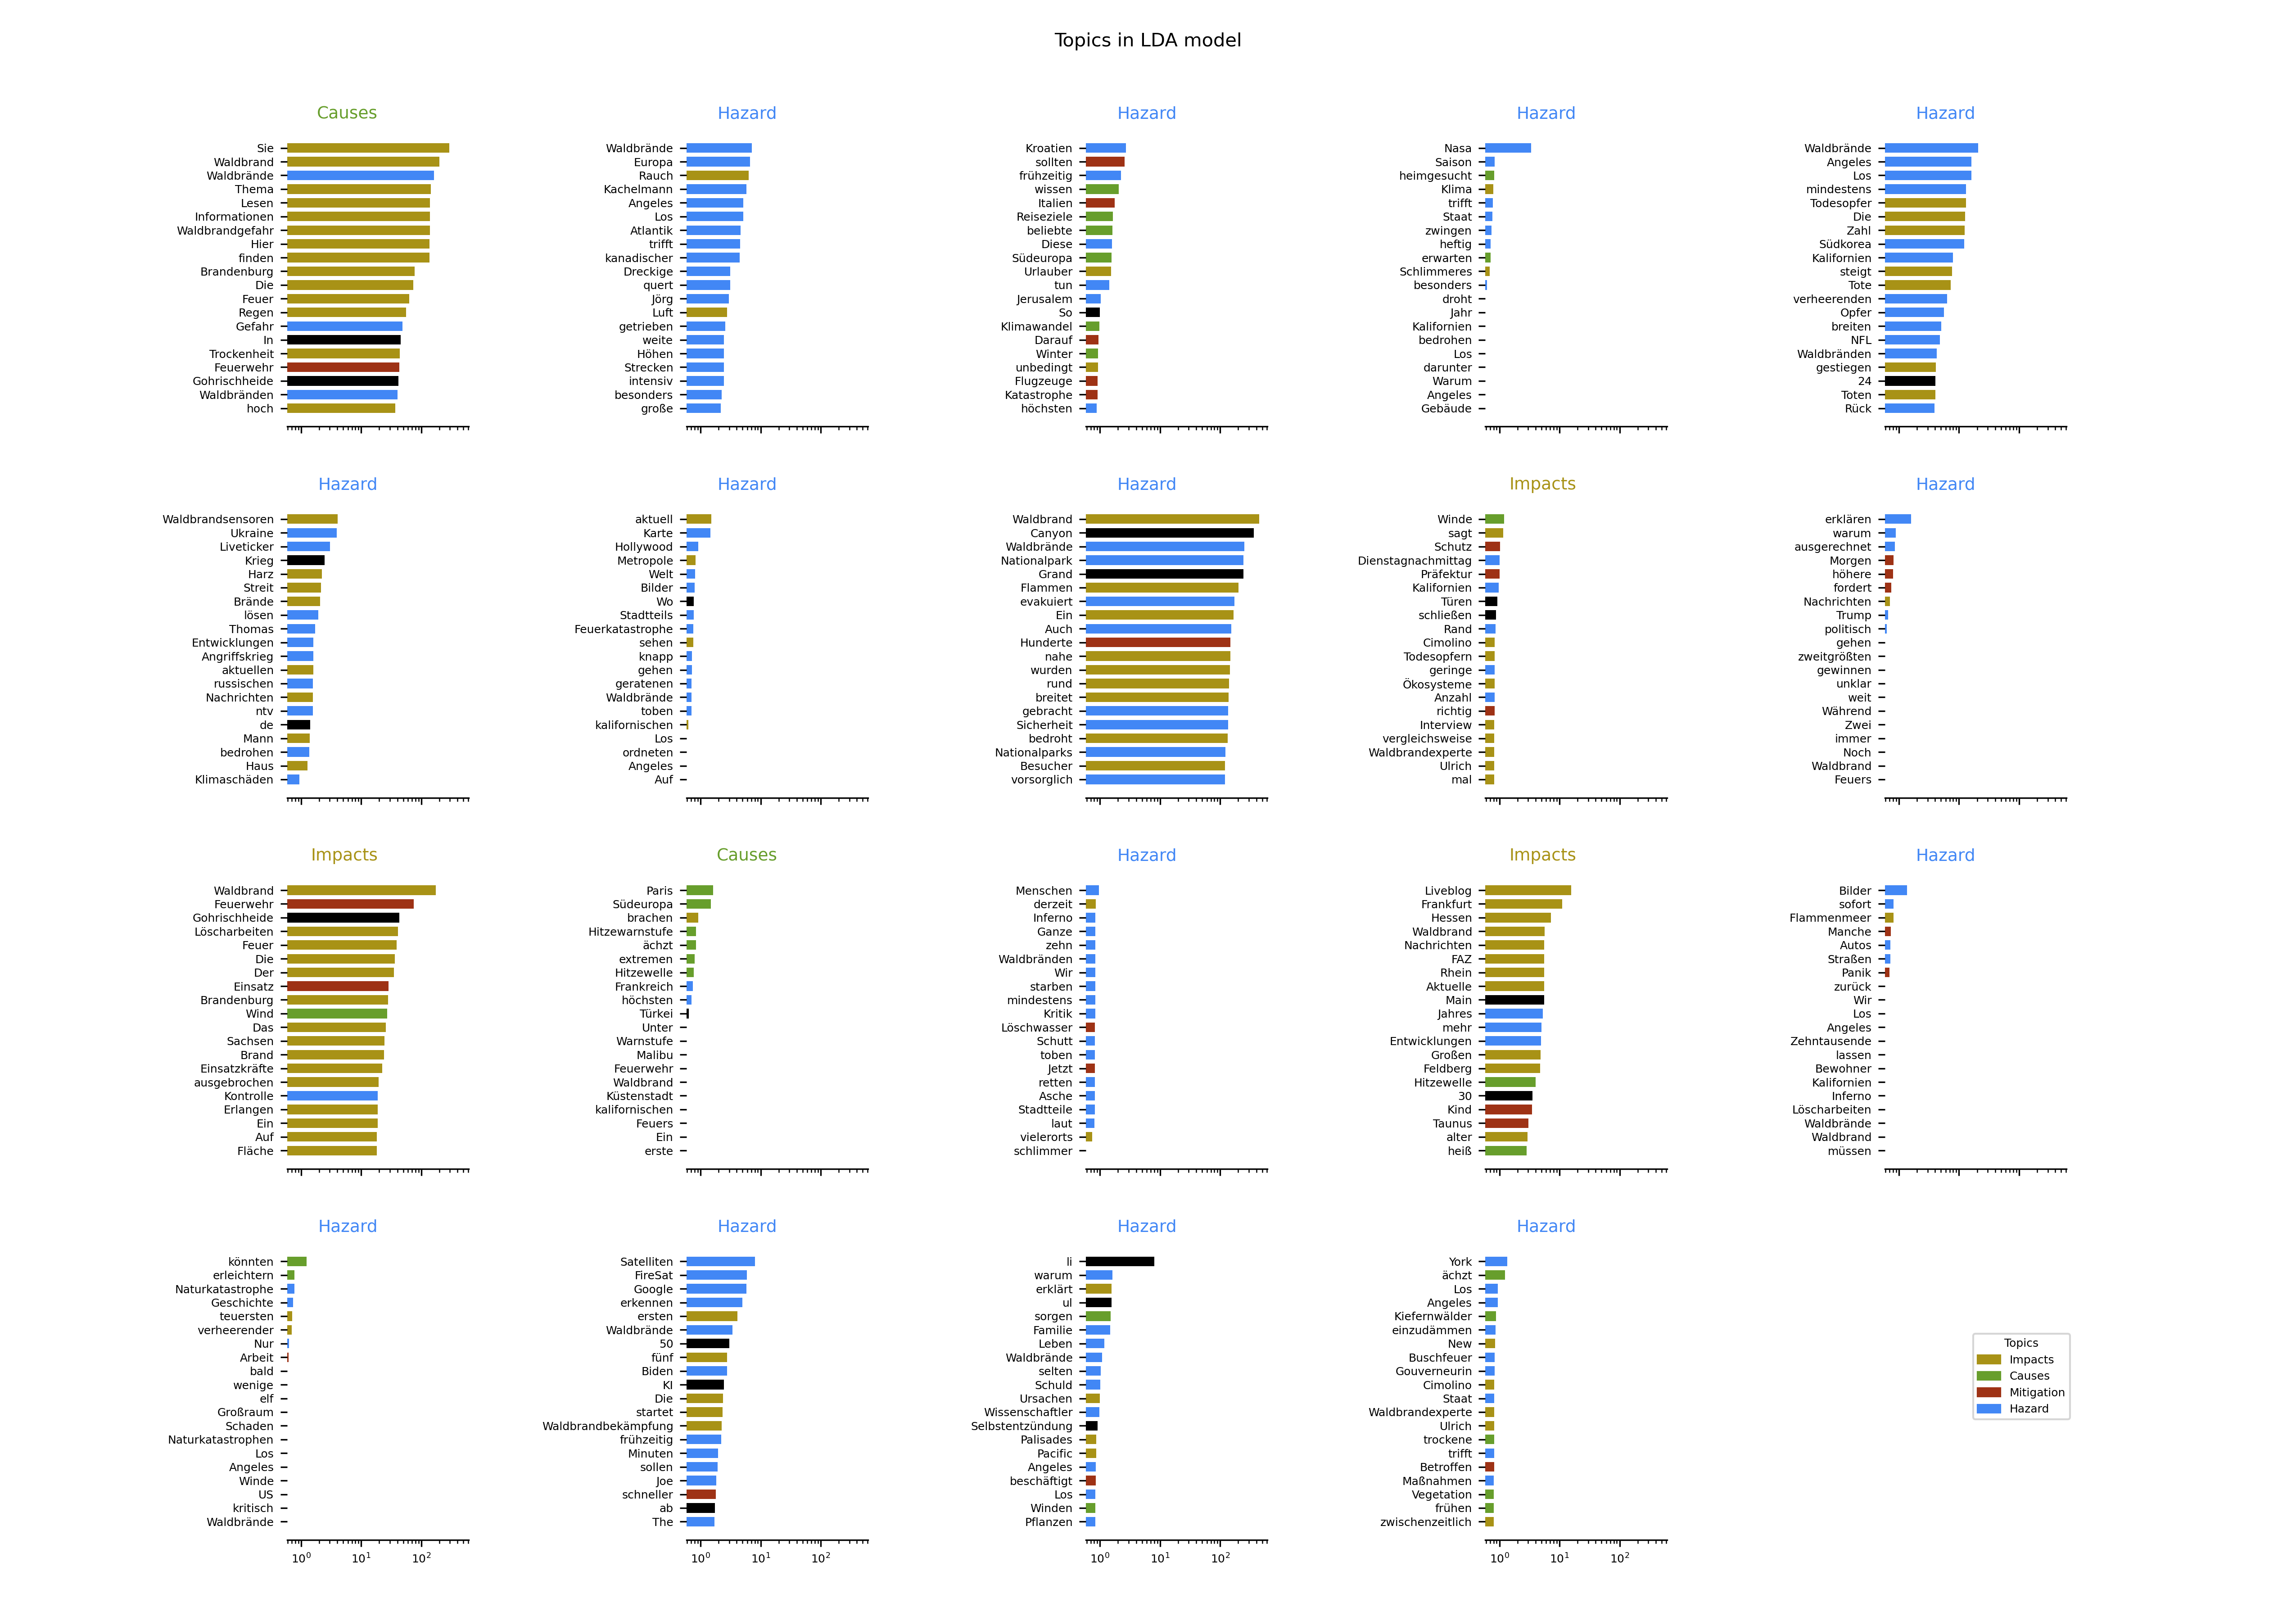 Topics in LDA model
Causes
Sie
Waldbrand
Waldbrände
Thema
Lesen
Informationen
Waldbrandgefahr
Hier
finden
Brandenburg
Die
Feuer
Regen
Gefahr
In
Trockenheit
Feuerwehr
Gohrischheide
Waldbränden
hoch
Hazard
Waldbrände
Europa
Rauch
Kachelmann
Angeles
Los
Atlantik
trifft
kanadischer
Dreckige
quert
Jörg
Luft
getrieben
weite
Höhen
Strecken
intensiv
besonders
große
Hazard
Kroatien
sollten
frühzeitig
wissen
Italien
Reiseziele
beliebte
Diese
Südeuropa
Urlauber
tun
Jerusalem
So
Klimawandel
Darauf
Winter
unbedingt
Flugzeuge
Katastrophe
höchsten
Hazard
Nasa
Saison
heimgesucht
Klima
trifft
Staat
zwingen
heftig
erwarten
Schlimmeres
besonders
droht
Jahr
Kalifornien
bedrohen
Los
darunter
Warum
Angeles
Gebäude
Hazard
Waldbrände
Angeles
Los
mindestens
Todesopfer
Die
Zahl
Südkorea
Kalifornien
steigt
Tote
verheerenden
Opfer
breiten
NFL
Waldbränden
gestiegen
24
Toten
Rück
Hazard
Waldbrandsensoren
Ukraine
Liveticker
Krieg
Harz
Streit
Brände
lösen
Thomas
Entwicklungen
Angriffskrieg
aktuellen
russischen
Nachrichten
ntv
de
Mann
bedrohen
Haus
Klimaschäden
Hazard
aktuell
Karte
Hollywood
Metropole
Welt
Bilder
Wo
Stadtteils
Feuerkatastrophe
sehen
knapp
gehen
geratenen
Waldbrände
toben
kalifornischen
Los
ordneten
Angeles
Auf
Hazard
Waldbrand
Canyon
Waldbrände
Nationalpark
Grand
Flammen
evakuiert
Ein
Auch
Hunderte
nahe
wurden
rund
breitet
gebracht
Sicherheit
bedroht
Nationalparks
Besucher
vorsorglich
Impacts
Winde
sagt
Schutz
Dienstagnachmittag
Präfektur
Kalifornien
Türen
schließen
Rand
Cimolino
Todesopfern
geringe
Ökosysteme
Anzahl
richtig
Interview
vergleichsweise
Waldbrandexperte
Ulrich
mal
Hazard
erklären
warum
ausgerechnet
Morgen
höhere
fordert
Nachrichten
Trump
politisch
gehen
zweitgrößten
gewinnen
unklar
weit
Während
Zwei
immer
Noch
Waldbrand
Feuers
Impacts
Waldbrand
Feuerwehr
Gohrischheide
Löscharbeiten
Feuer
Die
Der
Einsatz
Brandenburg
Wind
Das
Sachsen
Brand
Einsatzkräfte
ausgebrochen
Kontrolle
Erlangen
Ein
Auf
Fläche
Causes
Paris
Südeuropa
brachen
Hitzewarnstufe
ächzt
extremen
Hitzewelle
Frankreich
höchsten
Türkei
Unter
Warnstufe
Malibu
Feuerwehr
Waldbrand
Küstenstadt
kalifornischen
Feuers
Ein
erste
Hazard
Menschen
derzeit
Inferno
Ganze
zehn
Waldbränden
Wir
starben
mindestens
Kritik
Löschwasser
Schutt
toben
Jetzt
retten
Asche
Stadtteile
laut
vielerorts
schlimmer
Impacts
Liveblog
Frankfurt
Hessen
Waldbrand
Nachrichten
FAZ
Rhein
Aktuelle
Main
Jahres
mehr
Entwicklungen
Großen
Feldberg
Hitzewelle
30
Kind
Taunus
alter
heiß
Hazard
Bilder
sofort
Flammenmeer
Manche
Autos
Straßen
Panik
zurück
Wir
Los
Angeles
Zehntausende
lassen
Bewohner
Kalifornien
Inferno
Löscharbeiten
Waldbrände
Waldbrand
müssen
Hazard
könnten
erleichtern
Naturkatastrophe
Geschichte
teuersten
verheerender
Nur
Arbeit
bald
wenige
elf
Großraum
Schaden
Naturkatastrophen
Los
Angeles
Winde
US
kritisch
Waldbrände
10⁰ 10¹ 10²
Hazard
Satelliten
FireSat
Google
erkennen
ersten
Waldbrände
50
fünf
Biden
KI
Die
startet
Waldbrandbekämpfung
frühzeitig
Minuten
sollen
Joe
schneller
ab
The
10⁰ 10¹ 10²
Hazard
li
warum
erklärt
ul
sorgen
Familie
Leben
Waldbrände
selten
Schuld
Ursachen
Wissenschaftler
Selbstentzündung
Palisades
Pacific
Angeles
beschäftigt
Los
Winden
Pflanzen
10⁰ 10¹ 10²
Hazard
York
ächzt
Los
Angeles
Kiefernwälder
einzudämmen
New
Buschfeuer
Gouverneurin
Cimolino
Staat
Waldbrandexperte
Ulrich
trockene
trifft
Betroffen
Maßnahmen
Vegetation
frühen
zwischenzeitlich
10⁰ 10¹ 10²
Topics
Impacts
Causes
Mitigation
Hazard